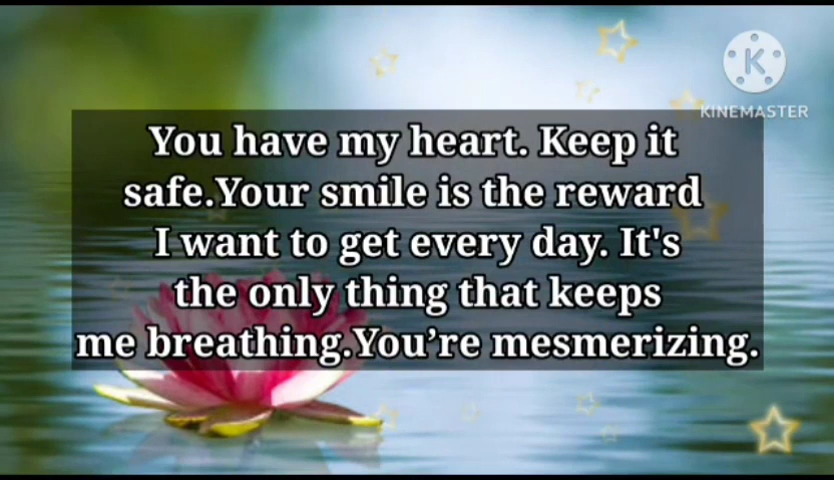 K
KINEMASTER
You have my heart. Keep it
safe.Your smile is the reward
I want to get every day. It's
the only thing that keeps
me breathing.You’re mesmerizing.